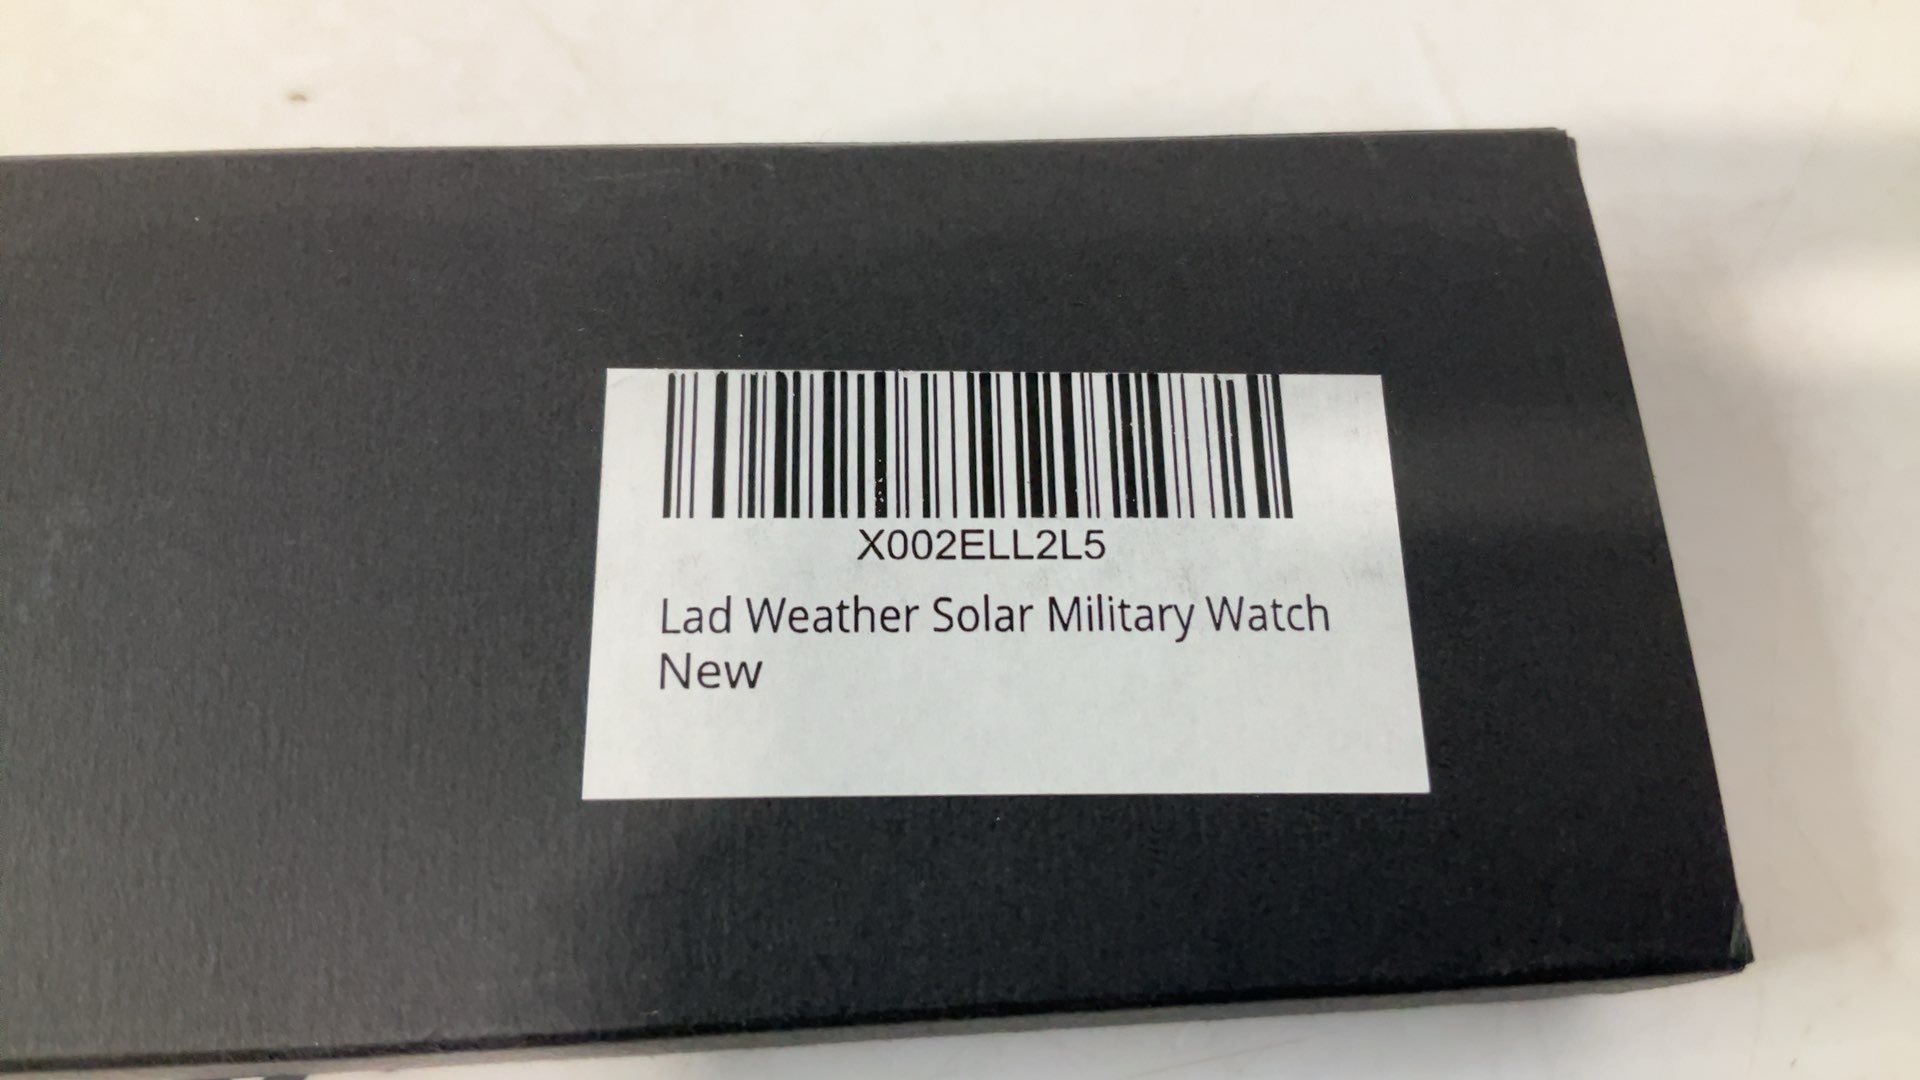 X002ELL2L5
Lad Weather Solar Military Watch
New